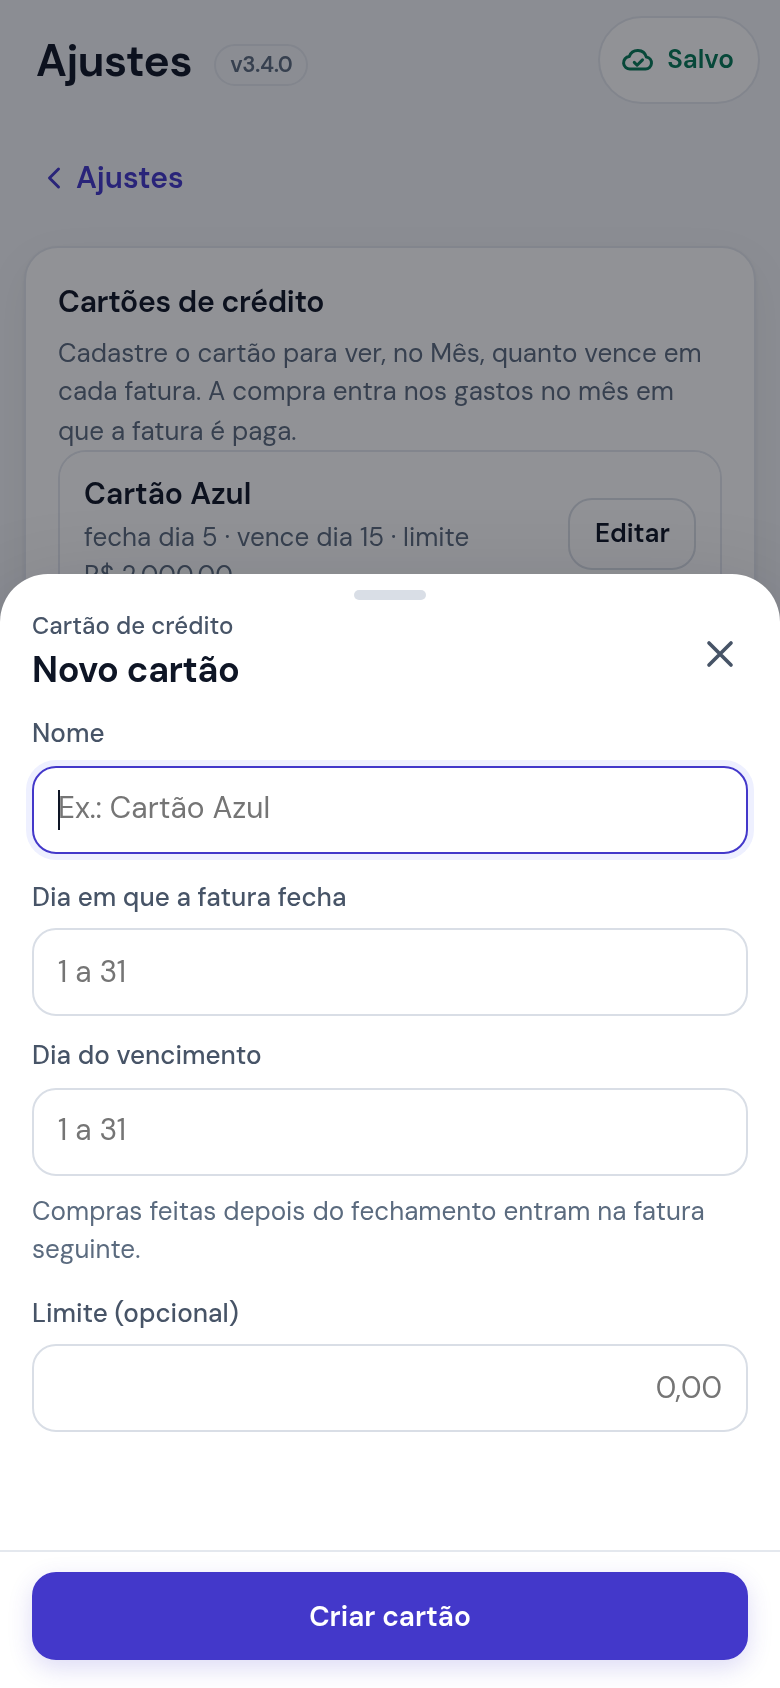 Ajustes
v3.4.0
Salvo
Ajustes
Cartões de crédito
Cadastre o cartão para ver, no Mês, quanto vence em
cada fatura. A compra entra nos gastos no mês em
que a fatura é paga.
Cartão Azul
fecha dia 5 · vence dia 15 · limite
R$ 2.000,00
Editar
Cartão de crédito
Novo cartão
Nome
Ex.: Cartão Azul
Dia em que a fatura fecha
1 a 31
Dia do vencimento
1 a 31
Compras feitas depois do fechamento entram na fatura
seguinte.
Limite (opcional)
0,00
Criar cartão